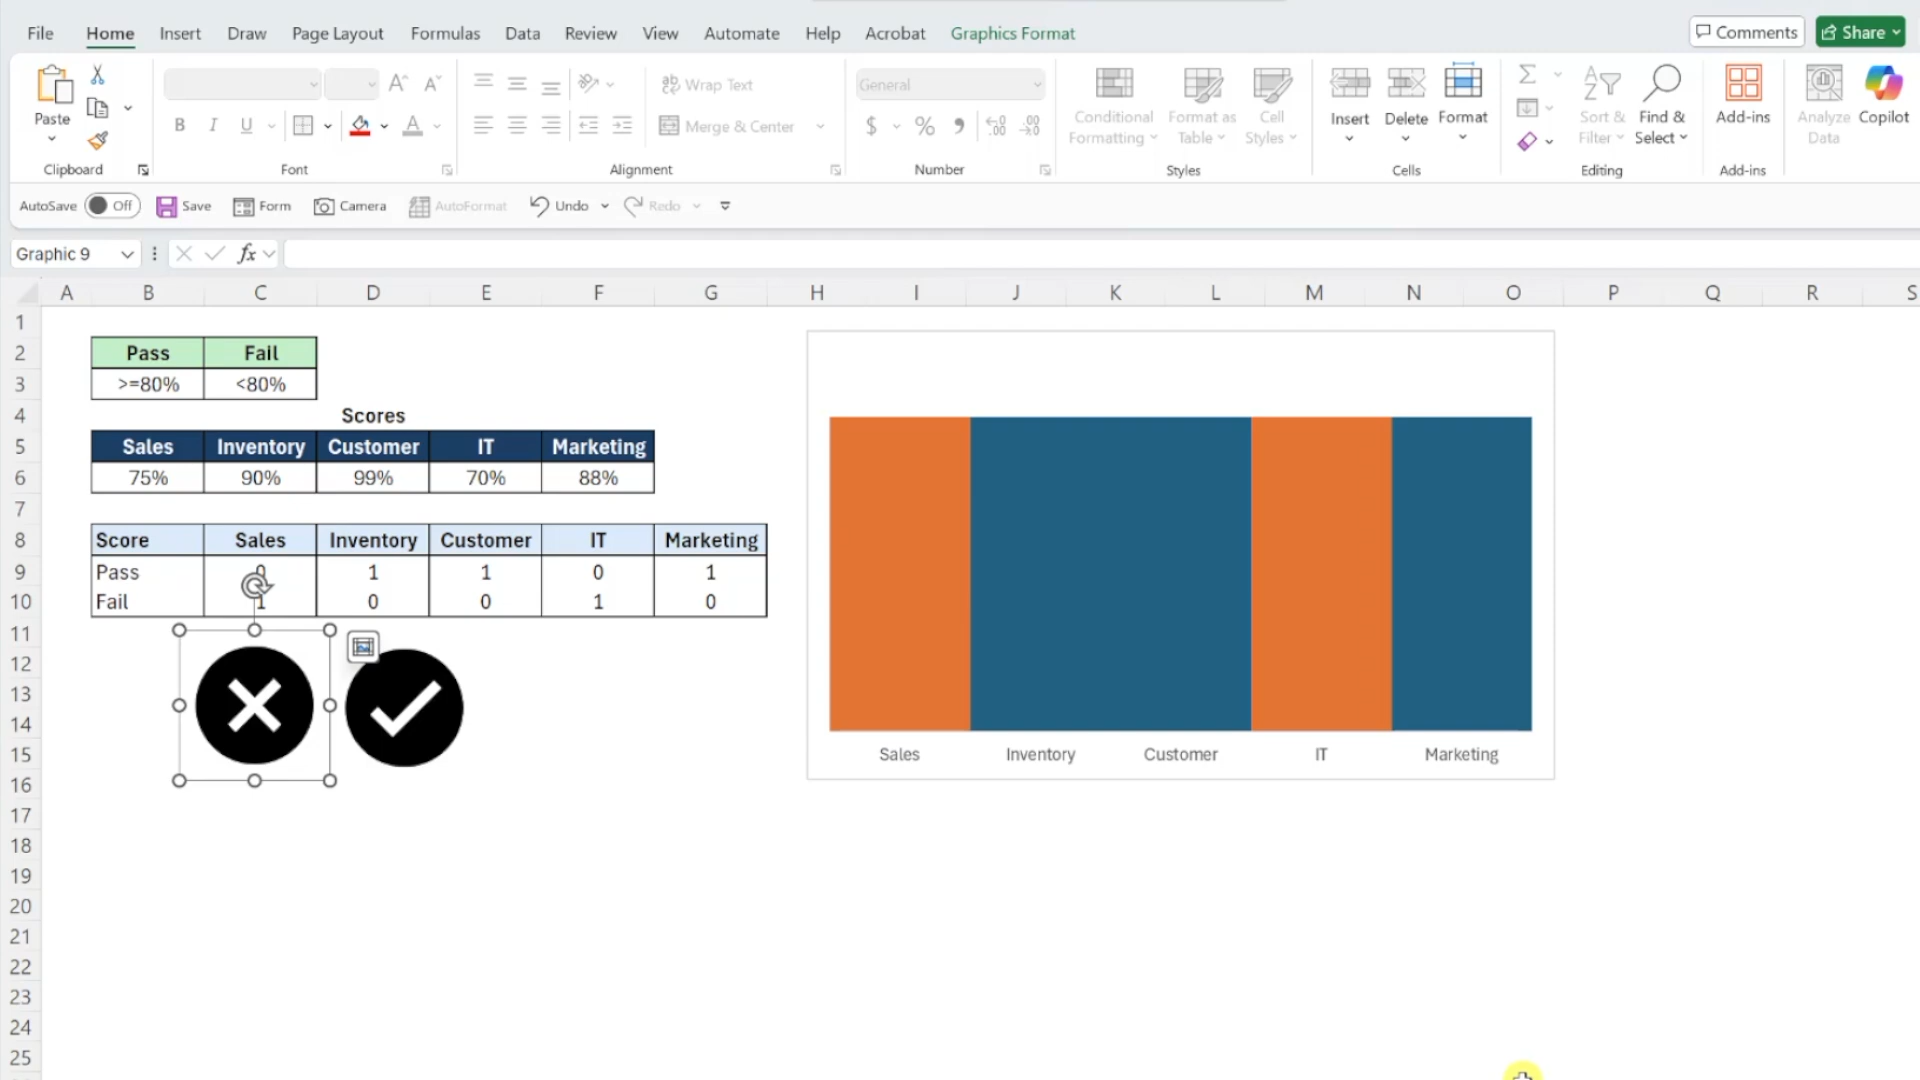 File Home Insert Draw Page Layout Formulas Data Review View Automate Help Acrobat Graphics Format Comments Share
Paste
Clipboard
B I U A
Font
Wrap Text
Merge & Center
Alignment
General
$ % 9
Number
Conditional Formatting
Format as Table
Cell Styles
Styles
Insert Delete Format
Cells
Sort & Filter
Find & Select
Editing
Add-ins
Add-ins
Analyze Data
Copilot
AutoSave Off Save Form Camera AutoFormat Undo Redo
Graphic 9 fx
A B C D E F G H I J K L M N O P Q R S
1
2 Pass Fail
3 >=80% <80%
4 Scores
5 Sales Inventory Customer IT Marketing
6 75% 90% 99% 70% 88%
7
8 Score Sales Inventory Customer IT Marketing
9 Pass 0 1 1 0 1
10 Fail 1 0 0 1 0
11
12
13
14
15
16
17
18
19
20
21
22
23
24
25
Sales Inventory Customer IT Marketing